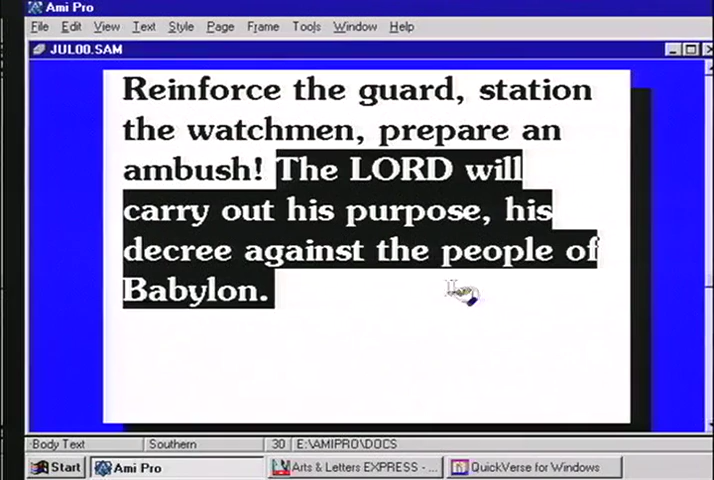 Ami Pro
File Edit View Text Style Page Frame Tools Window Help
JUL00.SAM
Reinforce the guard, station
the watchmen, prepare an
ambush! The LORD will
carry out his purpose, his
decree against the people of
Babylon.
Body Text Southern 30 E:\AMIPRO\DOCS
Start Ami Pro Arts & Letters EXPRESS - ... QuickVerse for Windows